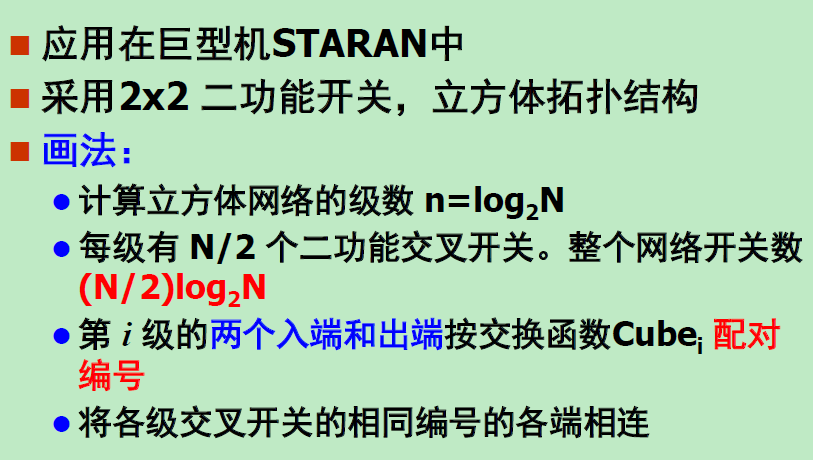 应用在巨型机STARAN中
采用2x2 二功能开关，立方体拓扑结构
画法：
计算立方体网络的级数 n=log₂N
每级有 N/2 个二功能交叉开关。整个网络开关数
(N/2)log₂N
第 i 级的两个入端和出端按交换函数Cubeᵢ 配对
编号
将各级交叉开关的相同编号的各端相连